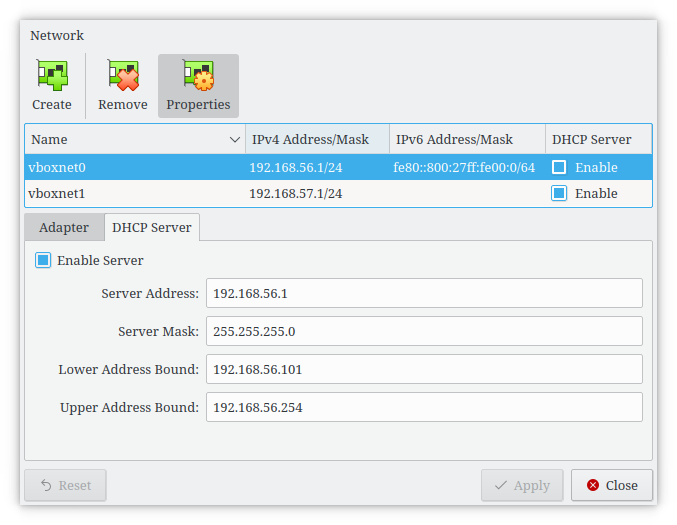 Network
Create Remove Properties
Name IPv4 Address/Mask IPv6 Address/Mask DHCP Server
vboxnet0 192.168.56.1/24 fe80::800:27ff:fe00:0/64 Enable
vboxnet1 192.168.57.1/24 Enable
Adapter DHCP Server
Enable Server
Server Address: 192.168.56.1
Server Mask: 255.255.255.0
Lower Address Bound: 192.168.56.101
Upper Address Bound: 192.168.56.254
Reset Apply Close